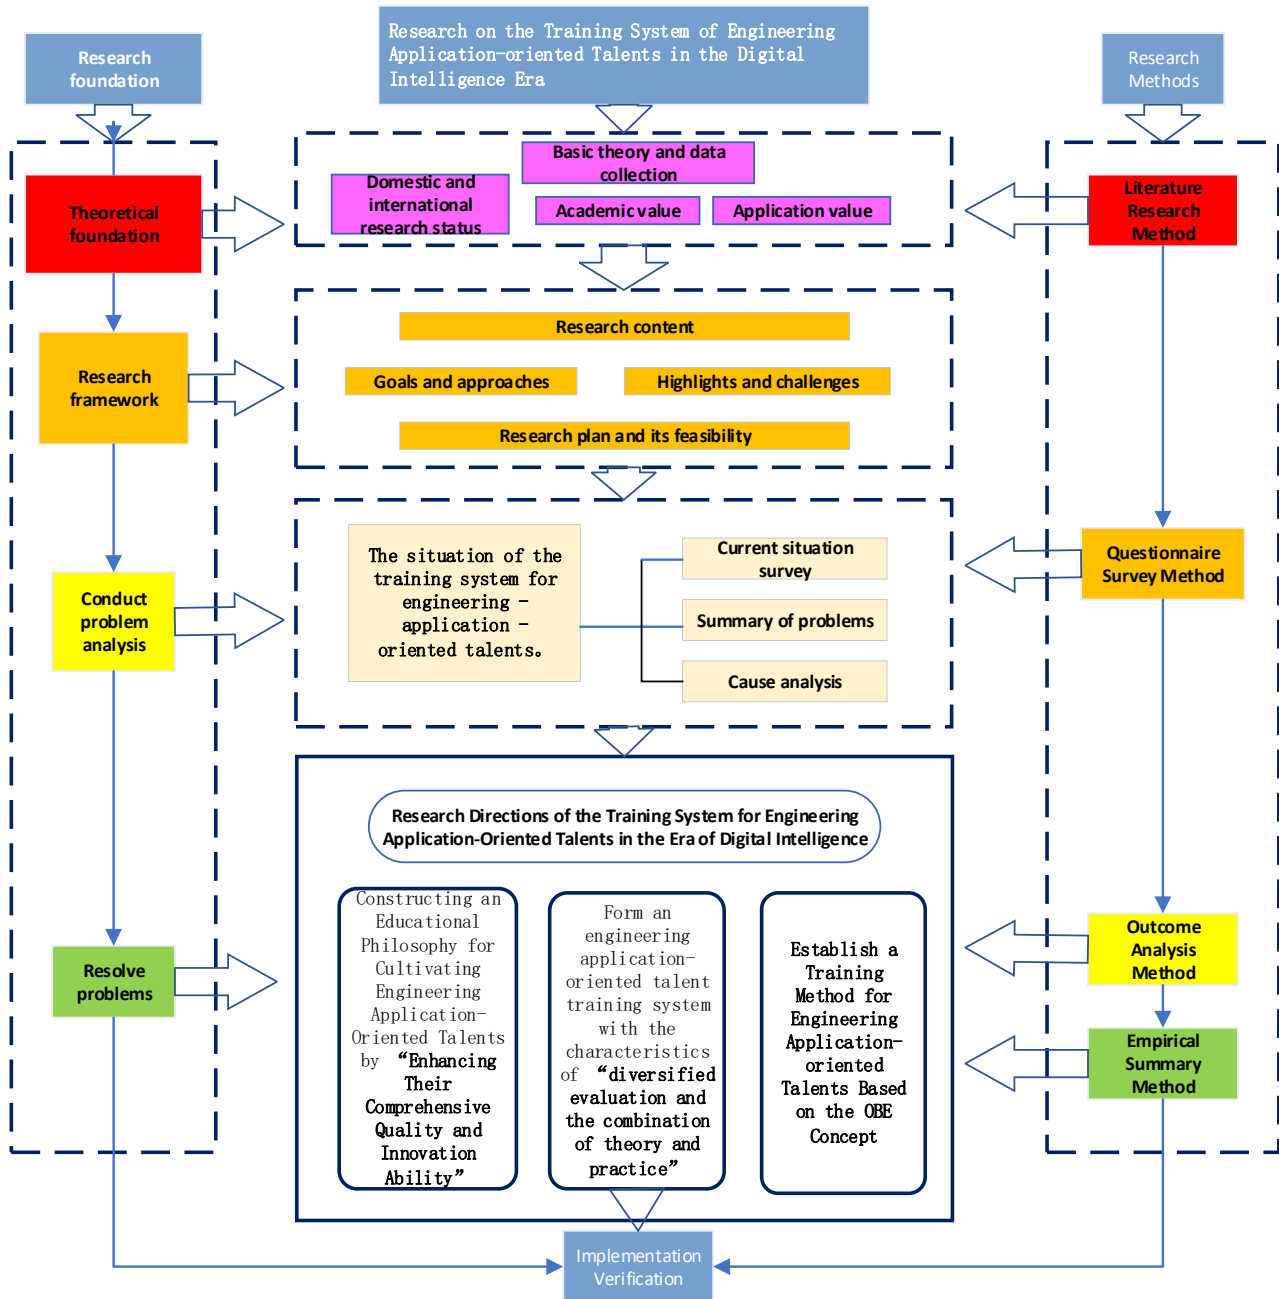 Research
foundation
Research on the Training System of Engineering
Application-oriented Talents in the Digital
Intelligence Era
Research
Methods
Theoretical
foundation
Basic theory and data
collection
Domestic and
international
research status
Academic value
Application value
Literature
Research
Method
Research
framework
Research content
Goals and approaches
Highlights and challenges
Research plan and its feasibility
Conduct
problem
analysis
The situation of the
training system for
engineering –
application –
oriented talents。
Current situation
survey
Summary of problems
Cause analysis
Questionnaire
Survey Method
Research Directions of the Training System for Engineering
Application-Oriented Talents in the Era of Digital Intelligence
Resolve
problems
Constructing an
Educational
Philosophy for
Cultivating
Engineering
Application-
Oriented Talents
by “Enhancing
Their
Comprehensive
Quality and
Innovation
Ability”
Form an
engineering
application-
oriented talent
training system
with the
characteristics
of “diversified
evaluation and
the combination
of theory and
practice”
Establish a
Training
Method for
Engineering
Application-
oriented
Talents Based
on the OBE
Concept
Outcome
Analysis
Method
Empirical
Summary
Method
Implementation
Verification